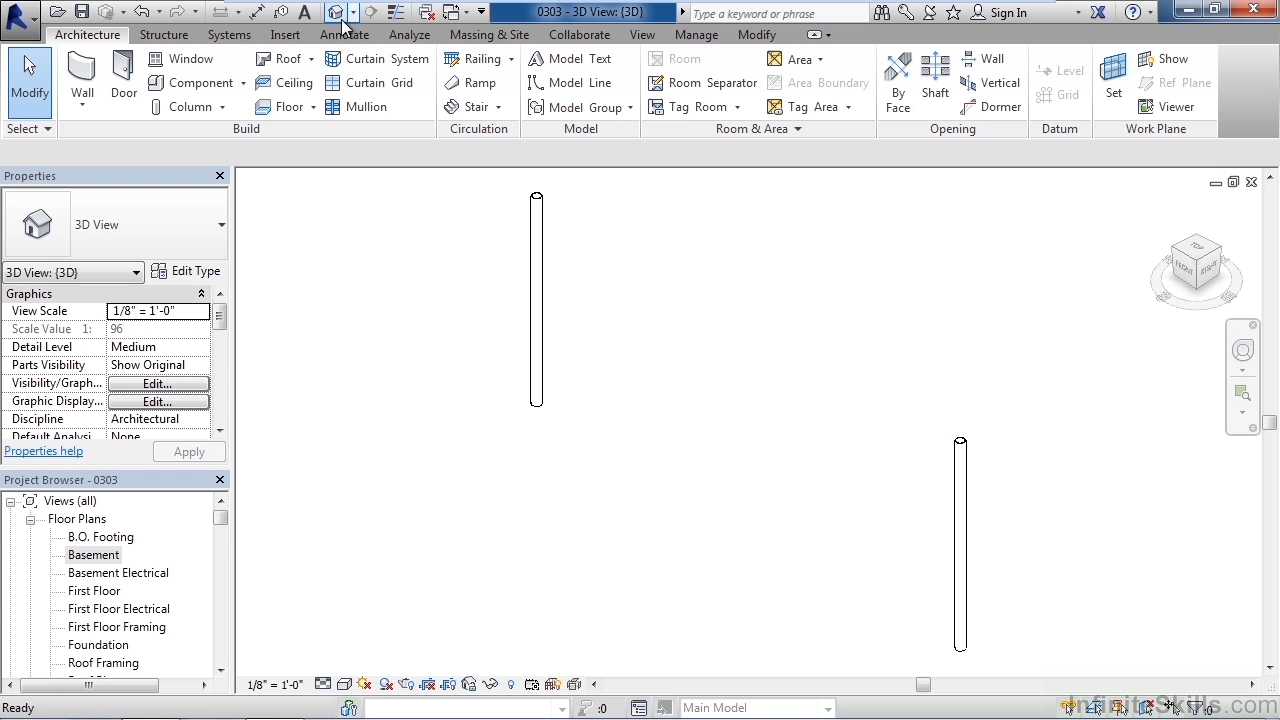 0303 - 3D View: {3D}
Type a keyword or phrase
Sign In
Architecture Structure Systems Insert Annotate Analyze Massing & Site Collaborate View Manage Modify
Modify
Select
Wall
Door
Window
Component
Column
Roof
Ceiling
Floor
Curtain System
Curtain Grid
Mullion
Build
Railing
Ramp
Stair
Circulation
Model Text
Model Line
Model Group
Model
Room
Room Separator
Tag Room
Area
Area Boundary
Tag Area
Room & Area
By Face
Shaft
Wall
Vertical
Dormer
Opening
Level
Grid
Datum
Set
Show
Ref Plane
Viewer
Work Plane
Properties
3D View
3D View: {3D}
Edit Type
Graphics
View Scale 1/8" = 1'-0"
Scale Value 1: 96
Detail Level Medium
Parts Visibility Show Original
Visibility/Graph... Edit...
Graphic Display... Edit...
Discipline Architectural
Default Analysi None
Properties help Apply
Project Browser - 0303
Views (all)
Floor Plans
B.O. Footing
Basement
Basement Electrical
First Floor
First Floor Electrical
First Floor Framing
Foundation
Roof Framing
TOP
FRONT
RIGHT
1/8" = 1'-0"
Ready
:0
Main Model
:0
InfiniteSkills.com